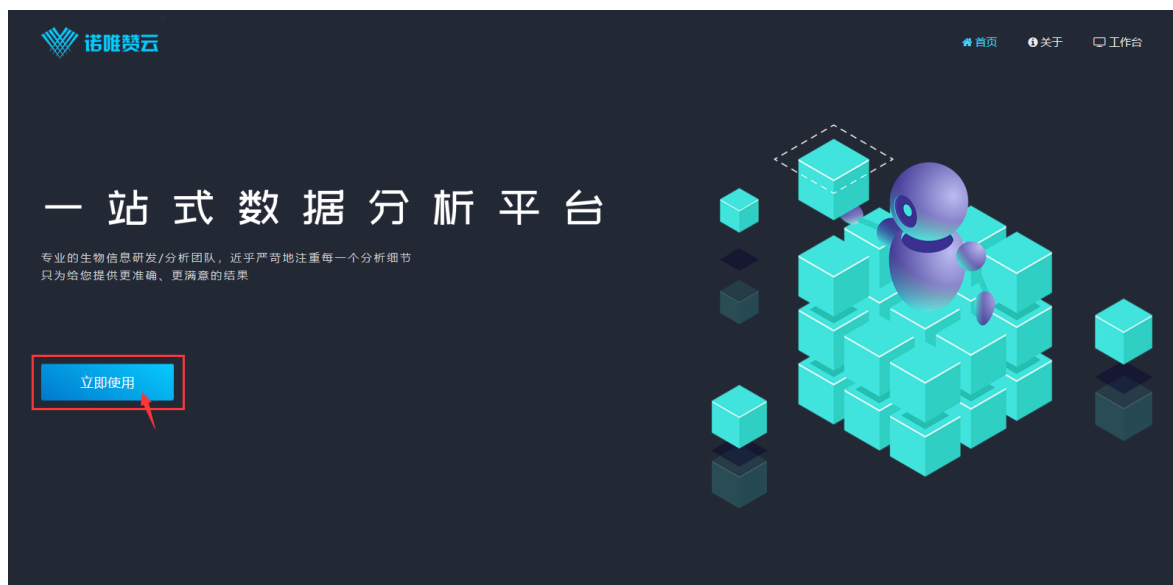 诺唯赞云
首页 关于 工作台
一站式数据分析平台
专业的生物信息研发/分析团队，近乎严苛地注重每一个分析细节
只为给您提供更准确、更满意的结果
立即使用